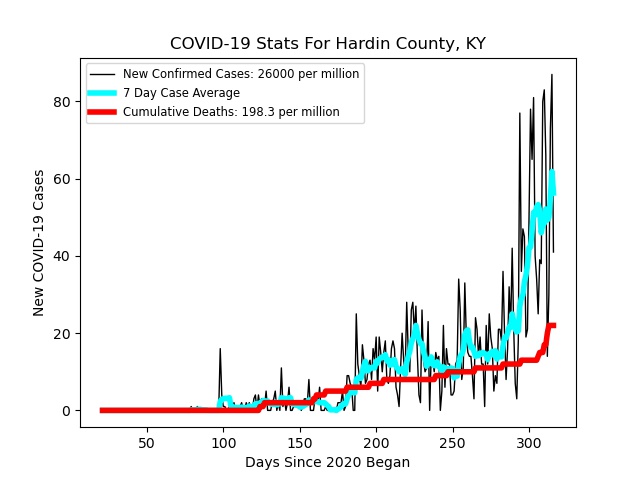 COVID-19 Stats For Hardin County, KY
New Confirmed Cases: 26000 per million
7 Day Case Average
Cumulative Deaths: 198.3 per million
New COVID-19 Cases
80
60
40
20
0
50 100 150 200 250 300
Days Since 2020 Began